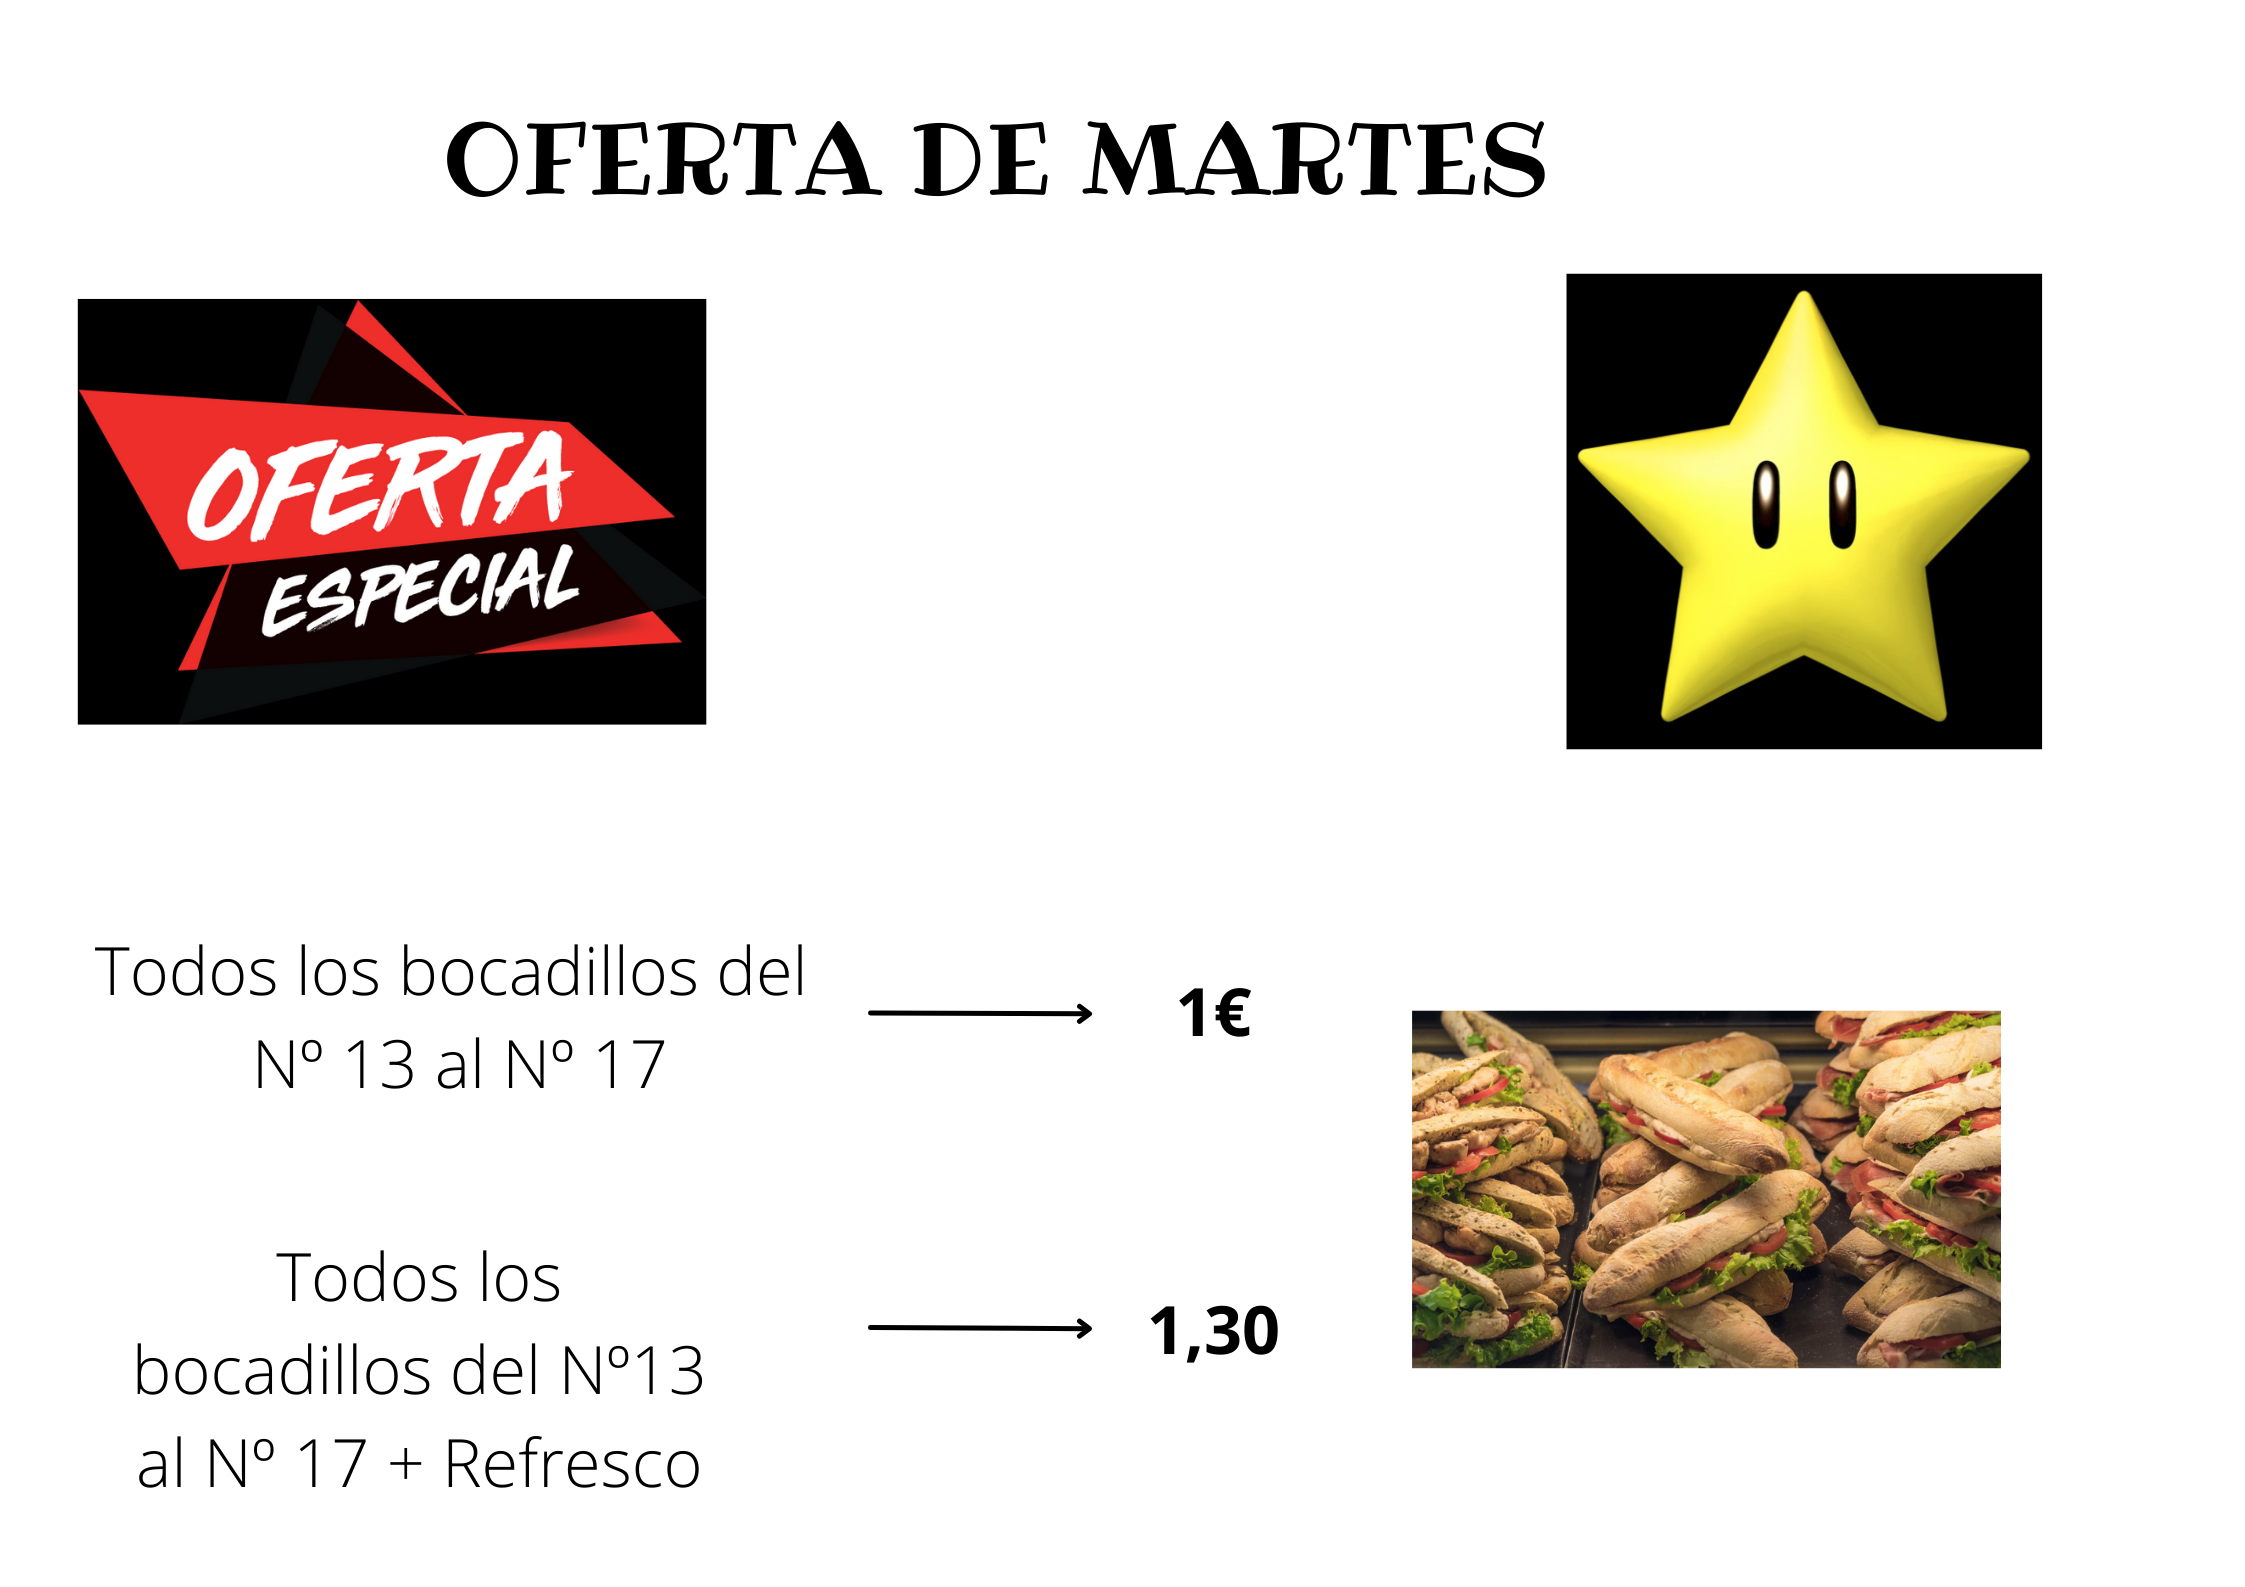 OFERTA DE MARTES
OFERTA
ESPECIAL
Todos los bocadillos del
Nº 13 al Nº 17
1€
Todos los
bocadillos del Nº13
al Nº 17 + Refresco
1,30